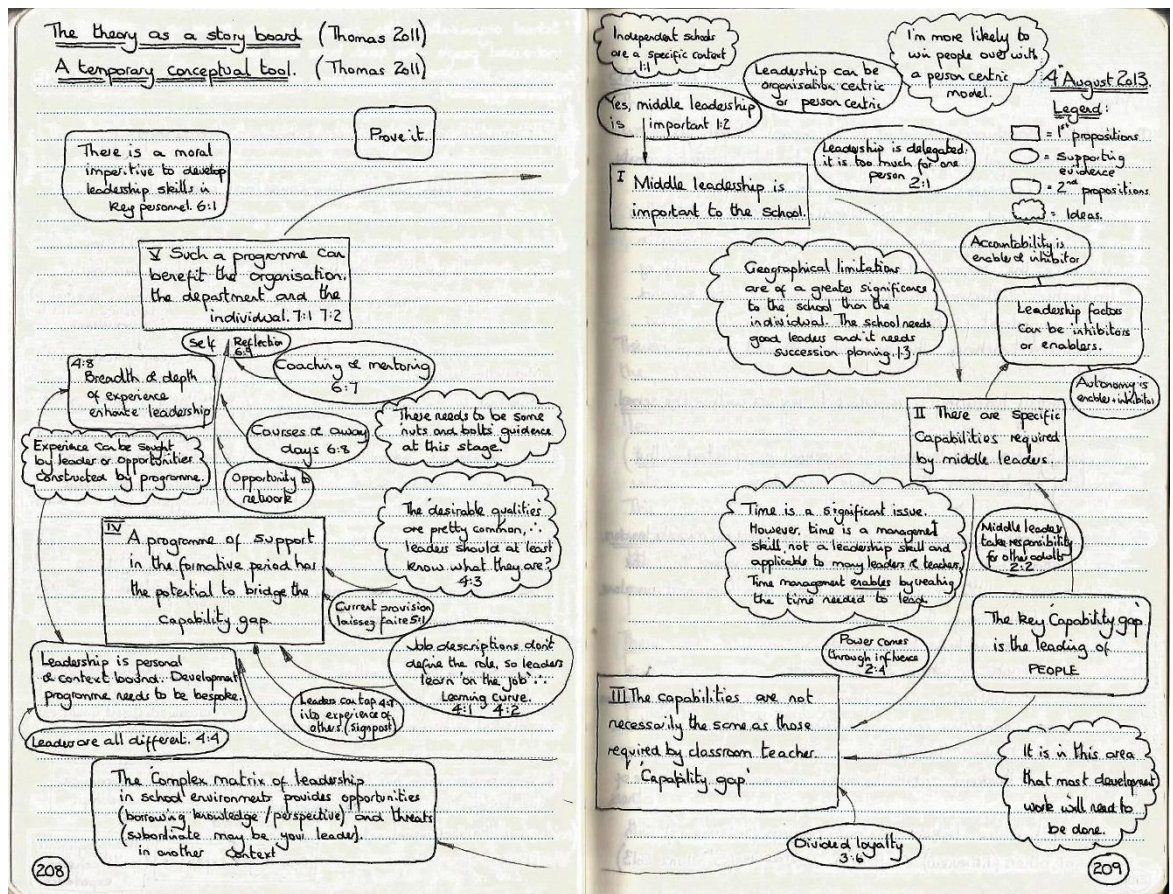 The theory as a story board (Thomas 2011)
A temporary conceptual tool. (Thomas 2011)
Prove it.
There is a moral
imperitive to develop
leadership skills in
Key personnel. 6:1
V Such a programme can
benefit the organisation,
the department and the
individual. 7:1 7:2
Self Reflection
6:9
4:8
Breadth & depth
of experience
enhance leadership
Coaching & mentoring
6:7
Courses & away
days 6:8
There needs to be some
'nuts and bolts' guidance
at this stage.
Experience can be sought
by leader or opportunities
constructed by programme.
Opportunity to
network
The 'desirable qualities'
are pretty common, ∴
leaders should at least
know what they are?
4:3
IV
A programme of support
in the formative period has
the potential to bridge the
Capability gap
Current provision
laissez faire 5:1
Job descriptions don't
define the role, so leaders
learn 'on the job' ∴
Learning curve.
4:1 4:2
Leadership is personal
& context bound. Development
programme needs to be bespoke.
Leaders can tap 4:7
into experience of
others. (signpost)
Leaders are all different. 4:4
The 'Complex matrix of leadership
in school environments provides opportunities
(borrowing knowledge/perspective) and threats
(subordinate may be your leader).
in another Context
208
Independent schools
are a specific context
1:1
Leadership can be
organisation centric
or person centric
I'm more likely to
win people over with
a person centric
model.
4th August 2013.
Legend:
= 1st propositions
= supporting
evidence
= 2nd propositions
= Ideas.
Yes, middle leadership
is important 1:2
Leadership is delegated:
it is too much for one
person 2:1
I Middle leadership is
important to the school.
Accountability is
enabler & inhibitor
Geographical limitations
are of a greater significance
to the school than the
individual. The school needs
good leaders and it needs
succession planning. 1:3
Leadership factors
can be inhibitors
or enablers.
Autonomy is
enabler + inhibitor
II There are specific
Capabilities required
by middle leaders.
Time is a significant issue.
However, time is a management
skill, not a leadership skill and
applicable to many leaders & teachers.
Time management enables by creating
the time needed to lead.
Middle leaders
take responsibility
for other adults
2:2
Power comes
through influence
2:4
The key 'Capability gap'
is the leading of
PEOPLE
III The capabilities are not
necessarily the same as those
required by classroom teacher.
'Capability gap'
It is in this area
that most development
work will need to
be done.
Divided loyalty
3:6
209